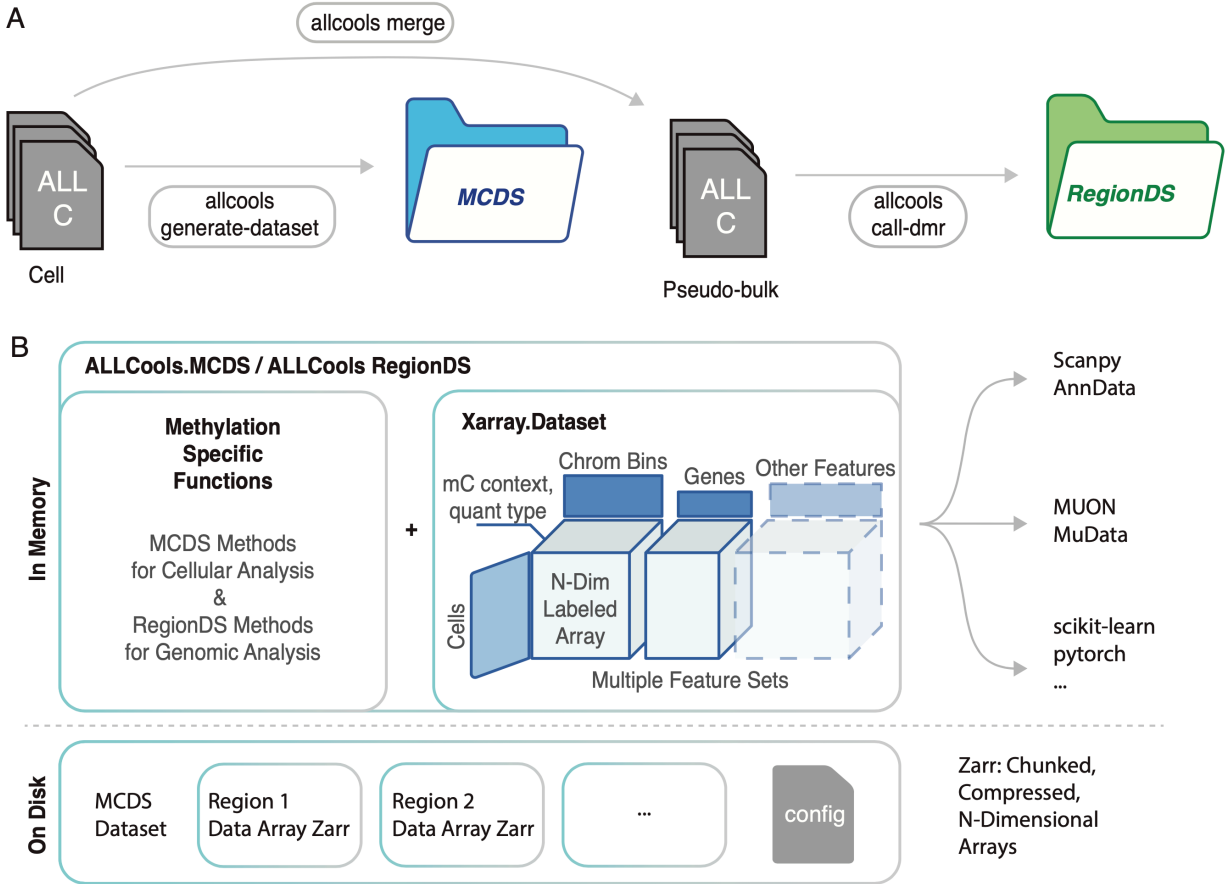 A
allcools merge
ALL
C
Cell
allcools
generate-dataset
MCDS
ALL
C
Pseudo-bulk
allcools
call-dmr
RegionDS
B
In Memory
ALLCools.MCDS / ALLCools RegionDS
Methylation
Specific
Functions
MCDS Methods
for Cellular Analysis
&
RegionDS Methods
for Genomic Analysis
+
Xarray.Dataset
mC context,
quant type
Chrom Bins
Genes
Other Features
Cells
N-Dim
Labeled
Array
Multiple Feature Sets
Scanpy
AnnData
MUON
MuData
scikit-learn
pytorch
...
On Disk
MCDS
Dataset
Region 1
Data Array Zarr
Region 2
Data Array Zarr
...
config
Zarr: Chunked,
Compressed,
N-Dimensional
Arrays